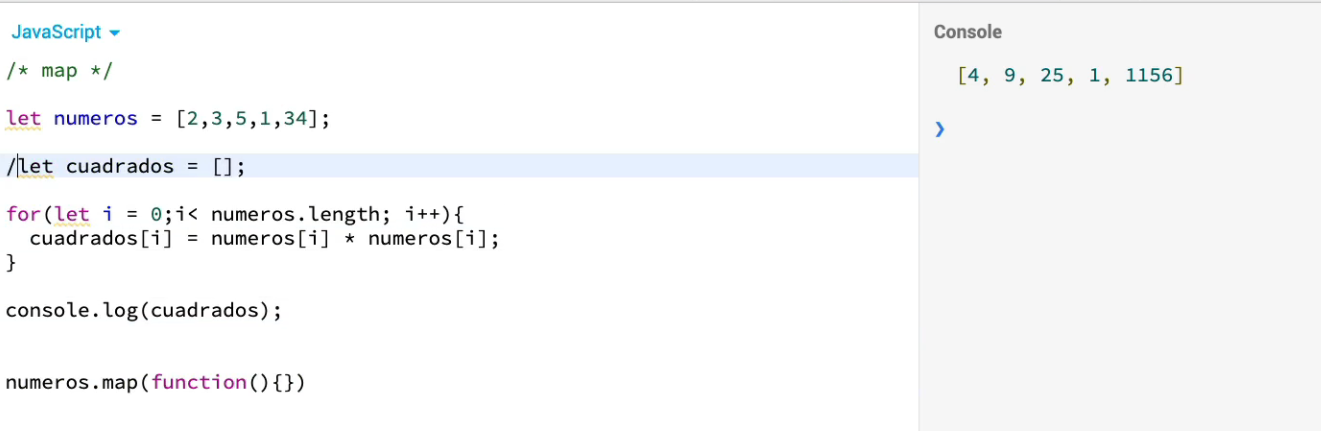 JavaScript
/* map */
let numeros = [2,3,5,1,34];
/let cuadrados = [];
for(let i = 0;i< numeros.length; i++){
  cuadrados[i] = numeros[i] * numeros[i];
}
console.log(cuadrados);
numeros.map(function(){})
Console
[4, 9, 25, 1, 1156]
❯